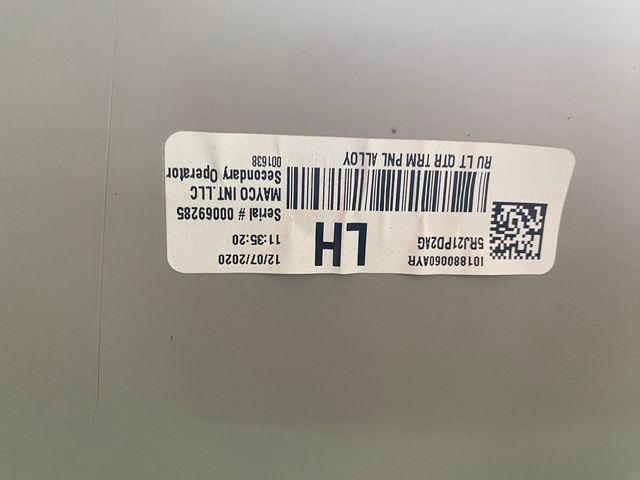 I01880060AYR
5RJ21PD2AG
LH
12/07/2020
11:35:20
Serial # 00069285
MAYCO INT.LLC
Secondary Operator
001638
RU LT QTR TRM PNL ALLOY